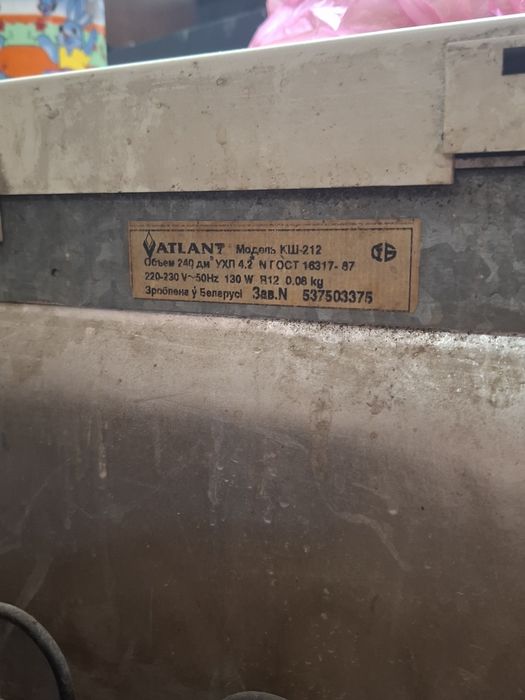 ATLANT Модель КШ-212
Объем 240 дм³ УХЛ 4.2 N ГОСТ 16317-87
220-230 V~50Hz 130 W R12 0.08 kg
Зроблена ў Беларусі Зав.N 537503375